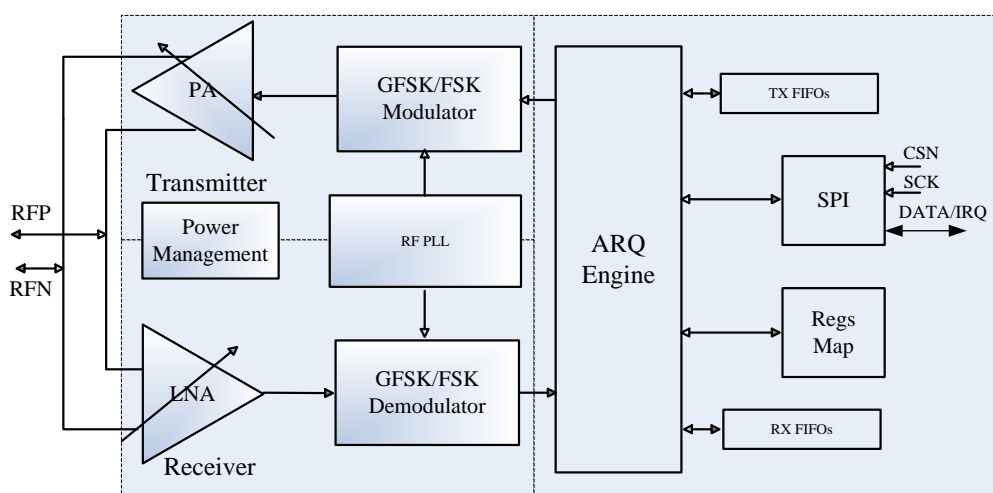 PA
GFSK/FSK
Modulator
TX FIFOs
Transmitter
CSN
SCK
SPI
DATA/IRQ
RFP
RFN
Power
Management
RF PLL
ARQ
Engine
Regs
Map
LNA
GFSK/FSK
Demodulator
RX FIFOs
Receiver